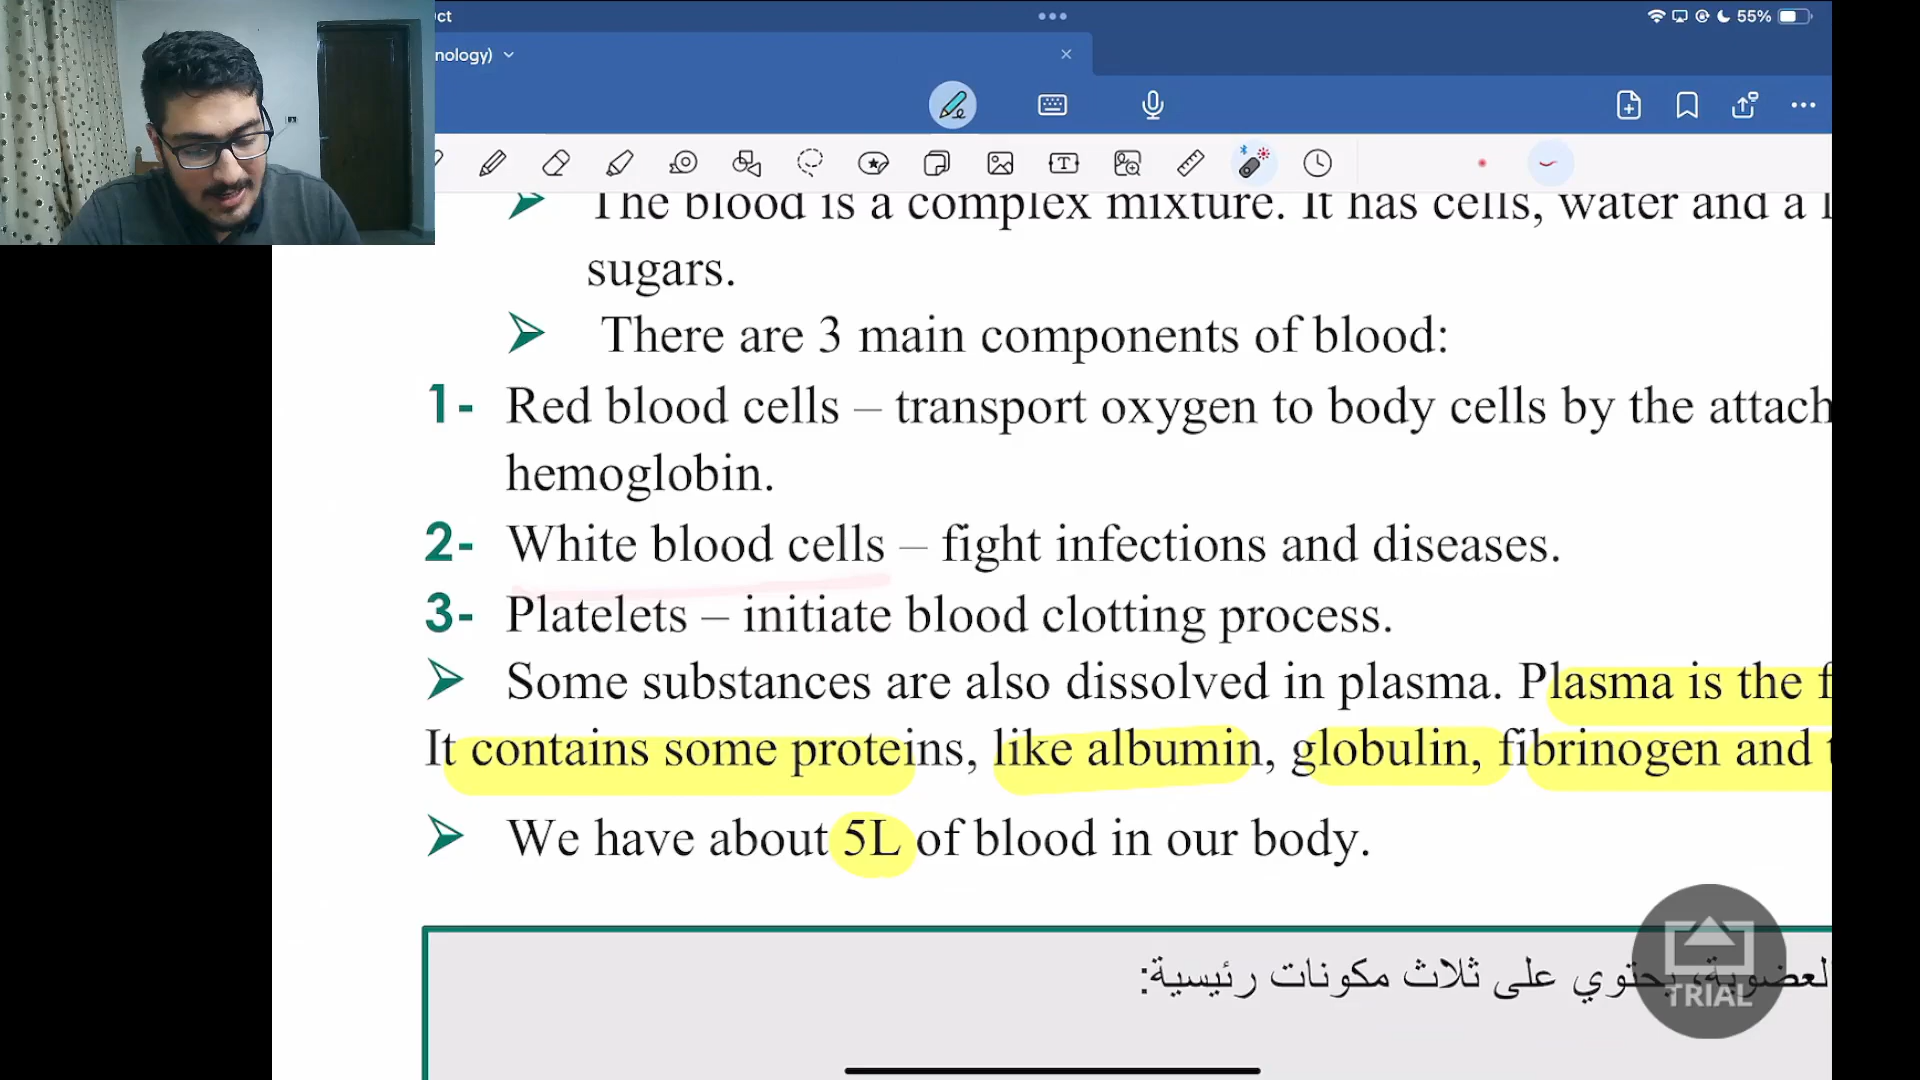 ct
nology)
55%
The blood is a complex mixture. It has cells, water and a
sugars.
There are 3 main components of blood:
1- Red blood cells – transport oxygen to body cells by the attach
hemoglobin.
2- White blood cells – fight infections and diseases.
3- Platelets – initiate blood clotting process.
Some substances are also dissolved in plasma. Plasma is the f
It contains some proteins, like albumin, globulin, fibrinogen and t
We have about 5L of blood in our body.
لعضوية، يحتوي على ثلاث مكونات رئيسية:
TRIAL